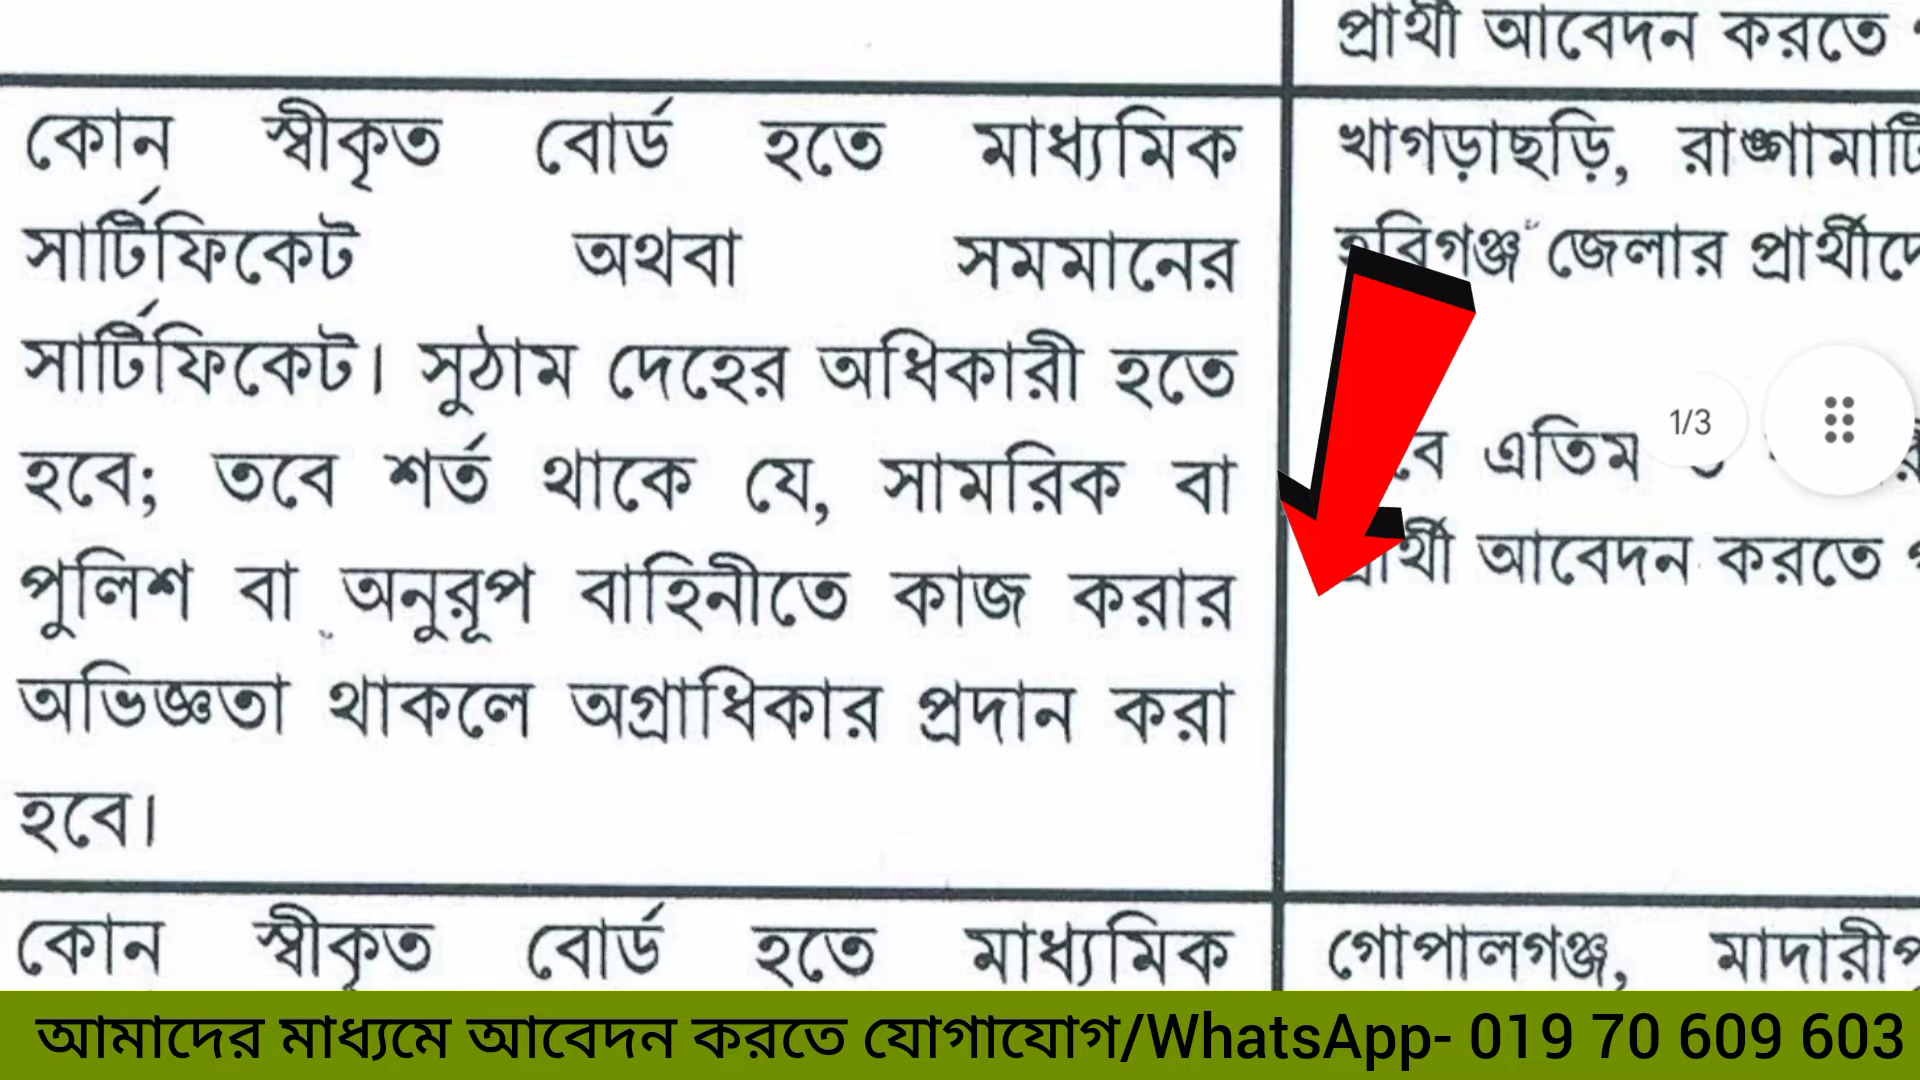 প্রার্থী আবেদন করতে
কোন স্বীকৃত বোর্ড হতে মাধ্যমিক
সার্টিফিকেট অথবা সমমানের
সার্টিফিকেট। সুঠাম দেহের অধিকারী হতে
হবে; তবে শর্ত থাকে যে, সামরিক বা
পুলিশ বা অনুরূপ বাহিনীতে কাজ করার
অভিজ্ঞতা থাকলে অগ্রাধিকার প্রদান করা
হবে।
খাগড়াছড়ি, রাঙ্গামাটি
হবিগঞ্জ জেলার
1/3
এতিম
প্রার্থী আবেদন করতে
কোন স্বীকৃত বোর্ড হতে মাধ্যমিক
গোপালগঞ্জ,
আমাদের মাধ্যমে আবেদন করতে যোগাযোগ/WhatsApp- 019 70 609 603